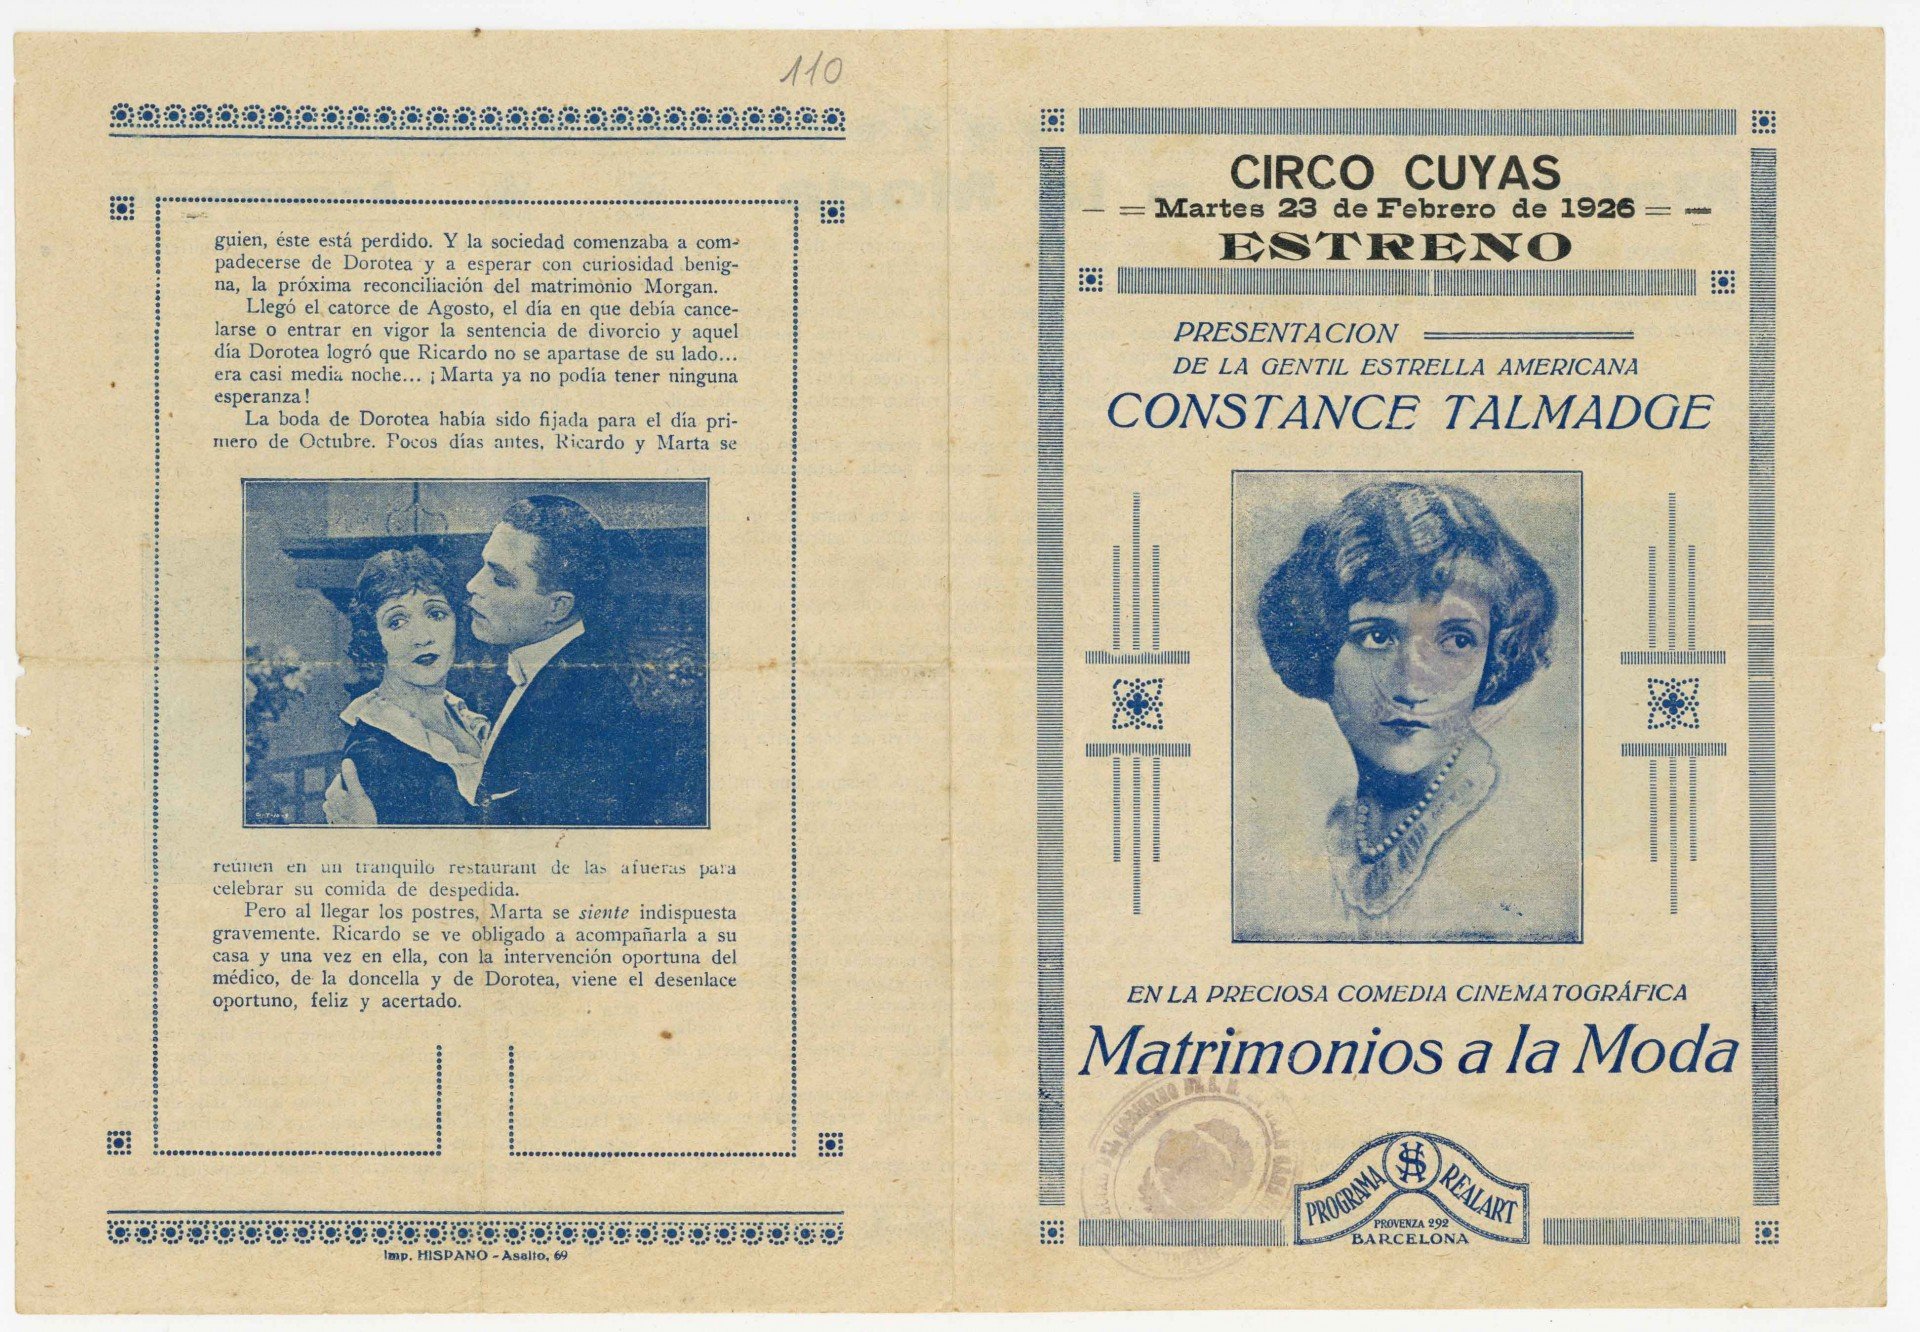 110
guien, éste está perdido. Y la sociedad comenzaba a com-
padecerse de Dorotea y a esperar con curiosidad benig-
na, la próxima reconciliación del matrimonio Morgan.
Llegó el catorce de Agosto, el día en que debía cance-
larse o entrar en vigor la sentencia de divorcio y aquel
día Dorotea logró que Ricardo no se apartase de su lado...
era casi media noche... ¡Marta ya no podía tener ninguna
esperanza!
La boda de Dorotea había sido fijada para el día pri-
mero de Octubre. Pocos días antes, Ricardo y Marta se
reúnen en un tranquilo restaurant de las afueras para
celebrar su comida de despedida.
Pero al llegar los postres, Marta se siente indispuesta
gravemente. Ricardo se ve obligado a acompañarla a su
casa y una vez en ella, con la intervención oportuna del
médico, de la doncella y de Dorotea, viene el desenlace
oportuno, feliz y acertado.
Imp. HISPANO - Asalto, 69
CIRCO CUYAS
Martes 23 de Febrero de 1926
ESTRENO
PRESENTACION
DE LA GENTIL ESTRELLA AMERICANA
CONSTANCE TALMADGE
EN LA PRECIOSA COMEDIA CINEMATOGRÁFICA
Matrimonios a la Moda
PROGRAMA REALART
PROVENZA 292
BARCELONA